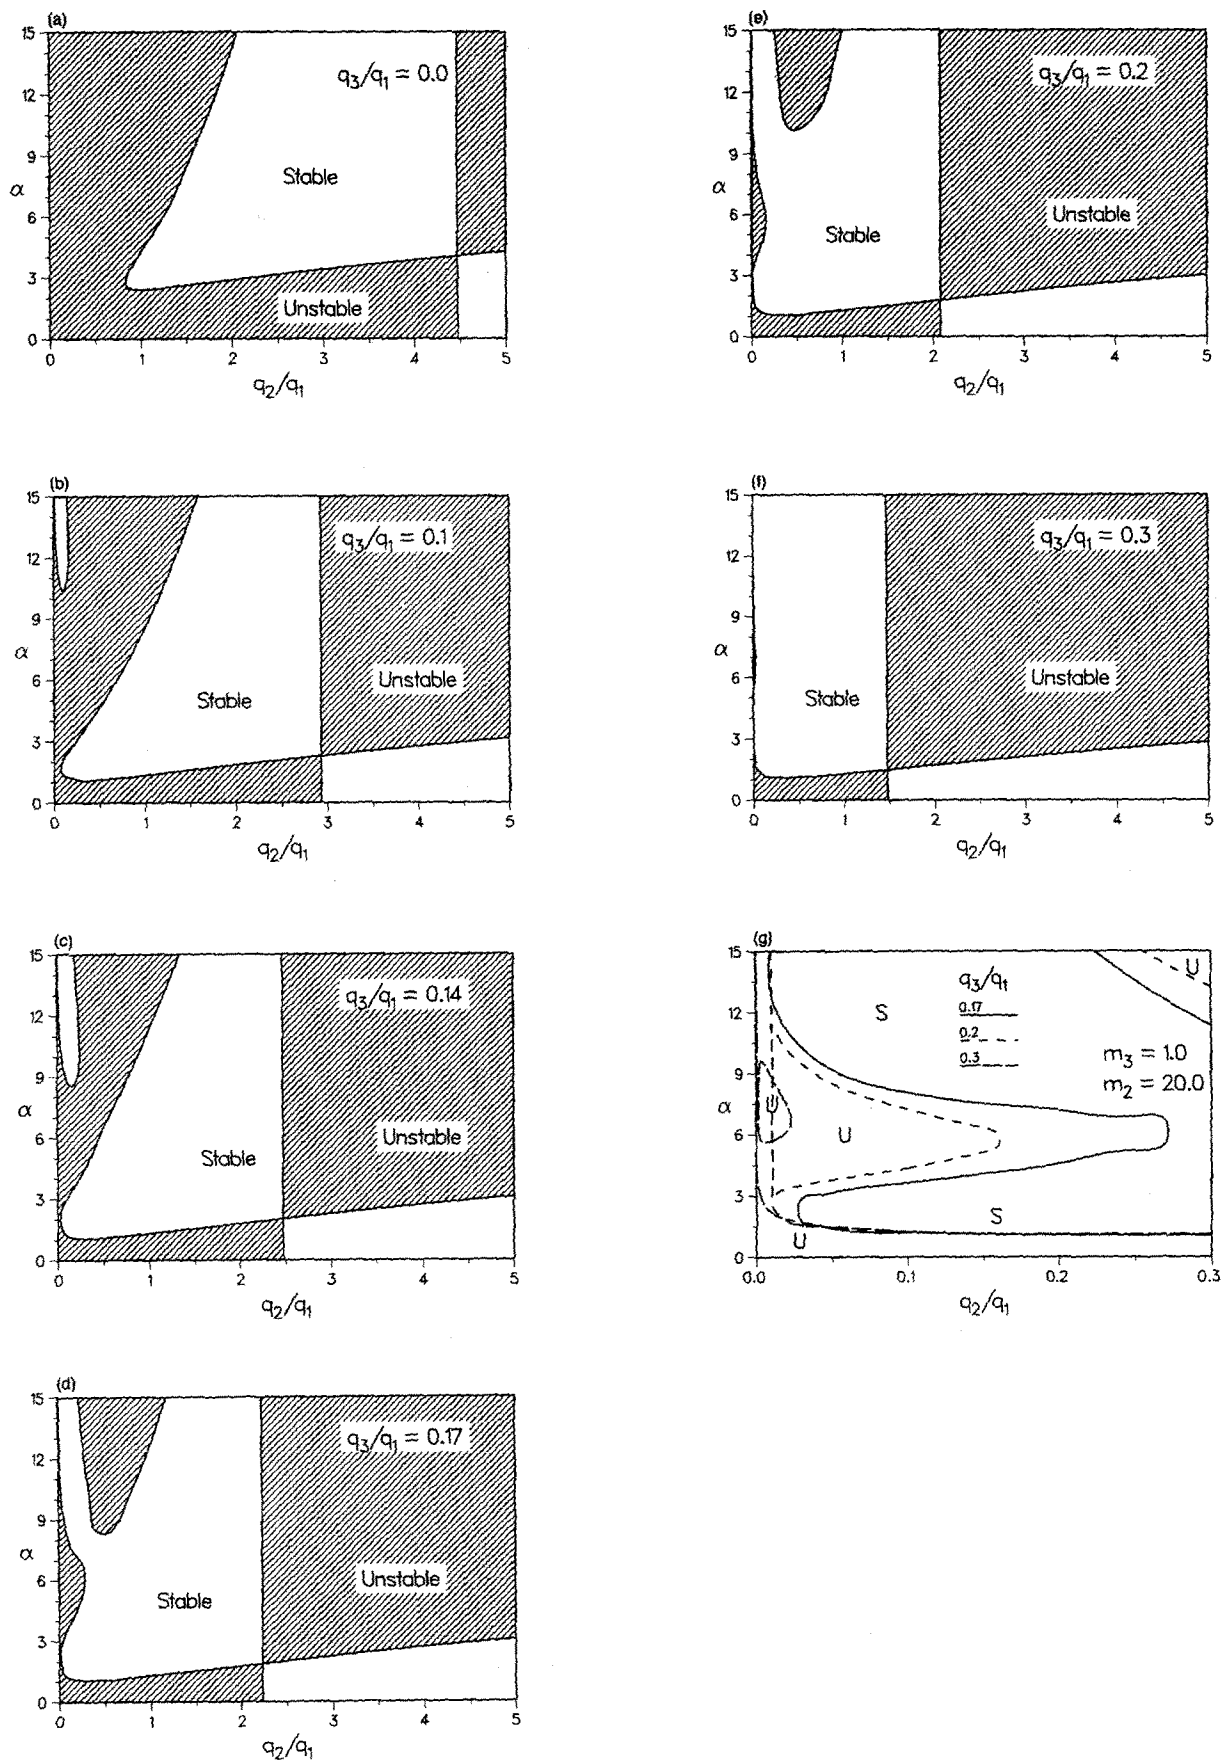 (a)
15
12
9
6
3
0
α
q3/q1 = 0.0
Stable
Unstable
0 1 2 3 4 5
q2/q1
(b)
15
12
9
6
3
0
α
q3/q1 = 0.1
Stable
Unstable
0 1 2 3 4 5
q2/q1
(c)
15
12
9
6
3
0
α
q3/q1 = 0.14
Stable
Unstable
0 1 2 3 4 5
q2/q1
(d)
15
12
9
6
3
0
α
q3/q1 = 0.17
Stable
Unstable
0 1 2 3 4 5
q2/q1
(e)
15
12
9
6
3
0
α
q3/q1 = 0.2
Stable
Unstable
0 1 2 3 4 5
q2/q1
(f)
15
12
9
6
3
0
α
q3/q1 = 0.3
Stable
Unstable
0 1 2 3 4 5
q2/q1
(g)
15
12
9
6
3
0
α
q3/q1
0.17
0.2
0.3
m3 = 1.0
m2 = 20.0
U
S
U
U
S
U
0.0 0.1 0.2 0.3
q2/q1